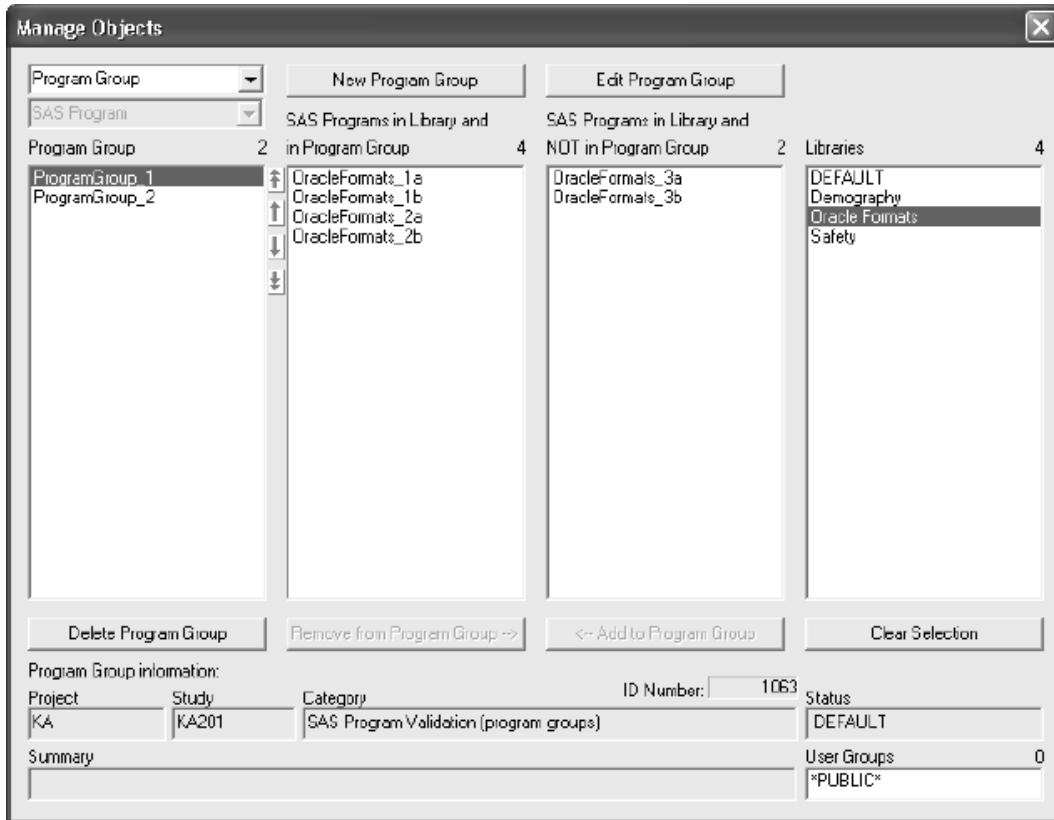 Manage Objects
Program Group
New Program Group
Edit Program Group
SAS Program
SAS Programs in Library and
in Program Group 4
SAS Programs in Library and
NOT in Program Group 2
Program Group 2
Libraries 4
ProgramGroup_1
ProgramGroup_2
OracleFormats_1a
OracleFormats_1b
OracleFormats_2a
OracleFormats_2b
OracleFormats_3a
OracleFormats_3b
DEFAULT
Demography
Oracle Formats
Safety
Delete Program Group
Remove from Program Group -->
<-- Add to Program Group
Clear Selection
Program Group information:
Project
Study
Category
ID Number: 1063
Status
KA
KA201
SAS Program Validation (program groups)
DEFAULT
Summary
User Groups 0
*PUBLIC*